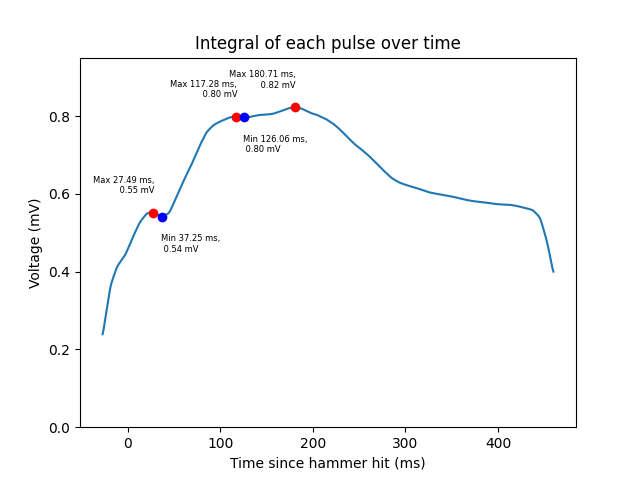 Integral of each pulse over time
Max 180.71 ms,
0.82 mV
Max 117.28 ms,
0.80 mV
Min 126.06 ms,
0.80 mV
Max 27.49 ms,
0.55 mV
Min 37.25 ms,
0.54 mV
Voltage (mV)
0.8
0.6
0.4
0.2
0.0
0 100 200 300 400
Time since hammer hit (ms)